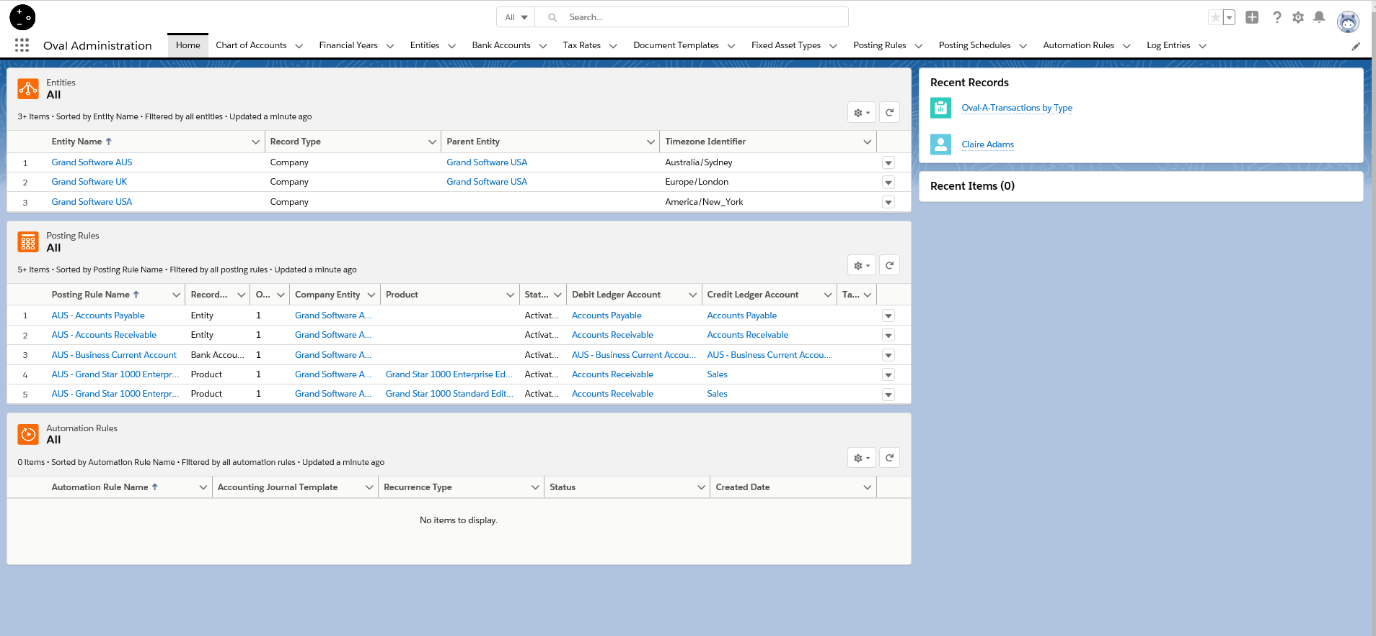 All
Search...
Oval Administration
Home
Chart of Accounts
Financial Years
Entities
Bank Accounts
Tax Rates
Document Templates
Fixed Asset Types
Posting Rules
Posting Schedules
Automation Rules
Log Entries
Entities
All
3+ Items • Sorted by Entity Name • Filtered by all entities • Updated a minute ago
Entity Name Record Type Parent Entity Timezone Identifier
1 Grand Software AUS Company Grand Software USA Australia/Sydney
2 Grand Software UK Company Grand Software USA Europe/London
3 Grand Software USA Company America/New_York
Posting Rules
All
5+ Items • Sorted by Posting Rule Name • Filtered by all posting rules • Updated a minute ago
Posting Rule Name Record... O... Company Entity Product Stat... Debit Ledger Account Credit Ledger Account Ta...
1 AUS - Accounts Payable Entity 1 Grand Software A... Activat... Accounts Payable Accounts Payable
2 AUS - Accounts Receivable Entity 1 Grand Software A... Activat... Accounts Receivable Accounts Receivable
3 AUS - Business Current Account Bank Accou... 1 Grand Software A... Activat... AUS - Business Current Accou... AUS - Business Current Accou...
4 AUS - Grand Star 1000 Enterpr... Product 1 Grand Software A... Grand Star 1000 Enterprise Ed... Activat... Accounts Receivable Sales
5 AUS - Grand Star 1000 Enterpr... Product 1 Grand Software A... Grand Star 1000 Standard Edit... Activat... Accounts Receivable Sales
Automation Rules
All
0 Items • Sorted by Automation Rule Name • Filtered by all automation rules • Updated a minute ago
Automation Rule Name Accounting Journal Template Recurrence Type Status Created Date
No items to display.
Recent Records
Oval-A-Transactions by Type
Claire Adams
Recent Items (0)